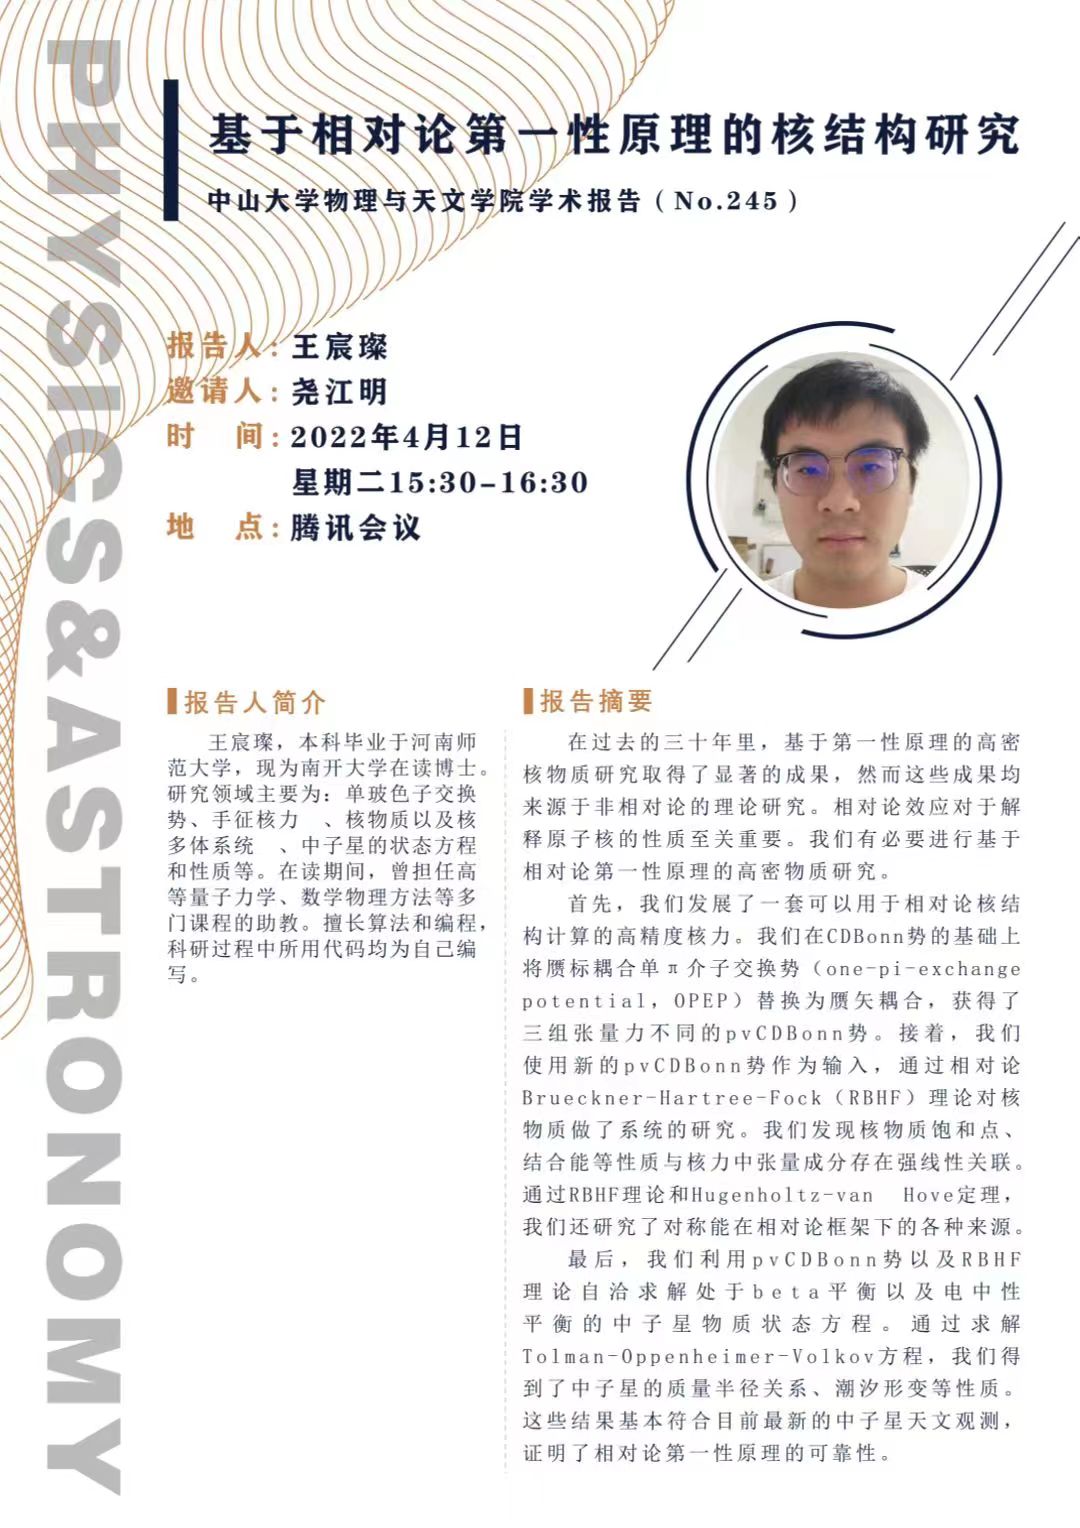 PHYSICS&ASTRONOMY
基于相对论第一性原理的核结构研究
中山大学物理与天文学院学术报告（No.245）
报告人：王宸璨
邀请人：尧江明
时 间：2022年4月12日
星期二15:30-16:30
地 点：腾讯会议
报告人简介
王宸璨，本科毕业于河南师
范大学，现为南开大学在读博士。
研究领域主要为：单玻色子交换
势、手征核力 、核物质以及核
多体系统 、中子星的状态方程
和性质等。在读期间，曾担任高
等量子力学、数学物理方法等多
门课程的助教。擅长算法和编程，
科研过程中所用代码均为自己编
写。
报告摘要
在过去的三十年里，基于第一性原理的高密
核物质研究取得了显著的成果，然而这些成果均
来源于非相对论的理论研究。相对论效应对于解
释原子核的性质至关重要。我们有必要进行基于
相对论第一性原理的高密物质研究。
首先，我们发展了一套可以用于相对论核结
构计算的高精度核力。我们在CDBonn势的基础上
将赝标耦合单π介子交换势（one-pi-exchange
potential，OPEP）替换为赝矢耦合，获得了
三组张量力不同的pvCDBonn势。接着，我们
使用新的pvCDBonn势作为输入，通过相对论
Brueckner-Hartree-Fock（RBHF）理论对核
物质做了系统的研究。我们发现核物质饱和点、
结合能等性质与核力中张量成分存在强线性关联。
通过RBHF理论和Hugenholtz-van Hove定理，
我们还研究了对称能在相对论框架下的各种来源。
最后，我们利用pvCDBonn势以及RBHF
理论自洽求解处于beta平衡以及电中性
平衡的中子星物质状态方程。通过求解
Tolman-Oppenheimer-Volkov方程，我们得
到了中子星的质量半径关系、潮汐形变等性质。
这些结果基本符合目前最新的中子星天文观测，
证明了相对论第一性原理的可靠性。